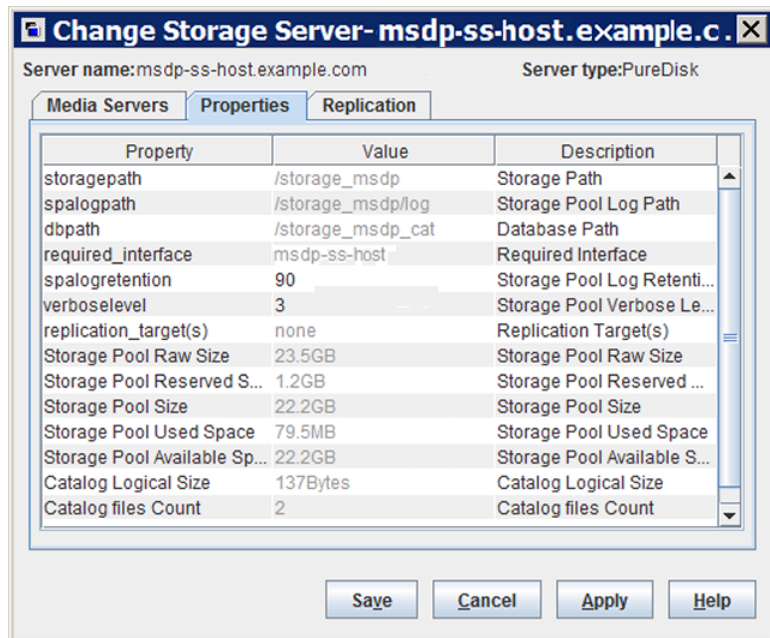 Change Storage Server- msdp-ss-host.example.c.
Server name:msdp-ss-host.example.com Server type:PureDisk
Media Servers Properties Replication
Property Value Description
storagepath /storage_msdp Storage Path
spalogpath /storage_msdp/log Storage Pool Log Path
dbpath /storage_msdp_cat Database Path
required_interface msdp-ss-host Required Interface
spalogretention 90 Storage Pool Log Retenti...
verboselevel 3 Storage Pool Verbose Le...
replication_target(s) none Replication Target(s)
Storage Pool Raw Size 23.5GB Storage Pool Raw Size
Storage Pool Reserved S... 1.2GB Storage Pool Reserved ...
Storage Pool Size 22.2GB Storage Pool Size
Storage Pool Used Space 79.5MB Storage Pool Used Space
Storage Pool Available Sp... 22.2GB Storage Pool Available S...
Catalog Logical Size 137Bytes Catalog Logical Size
Catalog files Count 2 Catalog files Count
Save Cancel Apply Help